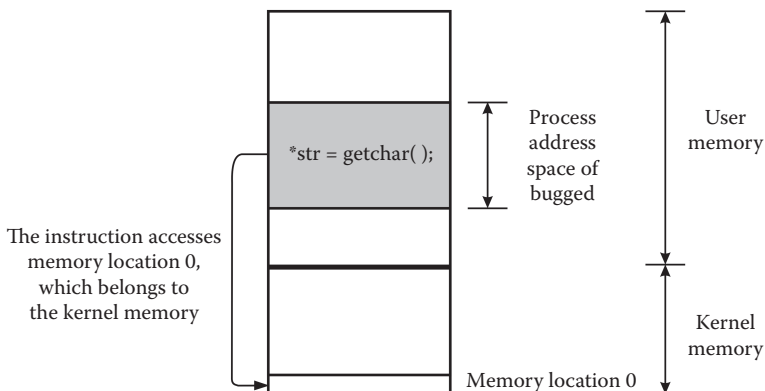 *str = getchar( );
Process
address
space of
bugged
User
memory
The instruction accesses
memory location 0,
which belongs to
the kernel memory
Kernel
memory
Memory location 0